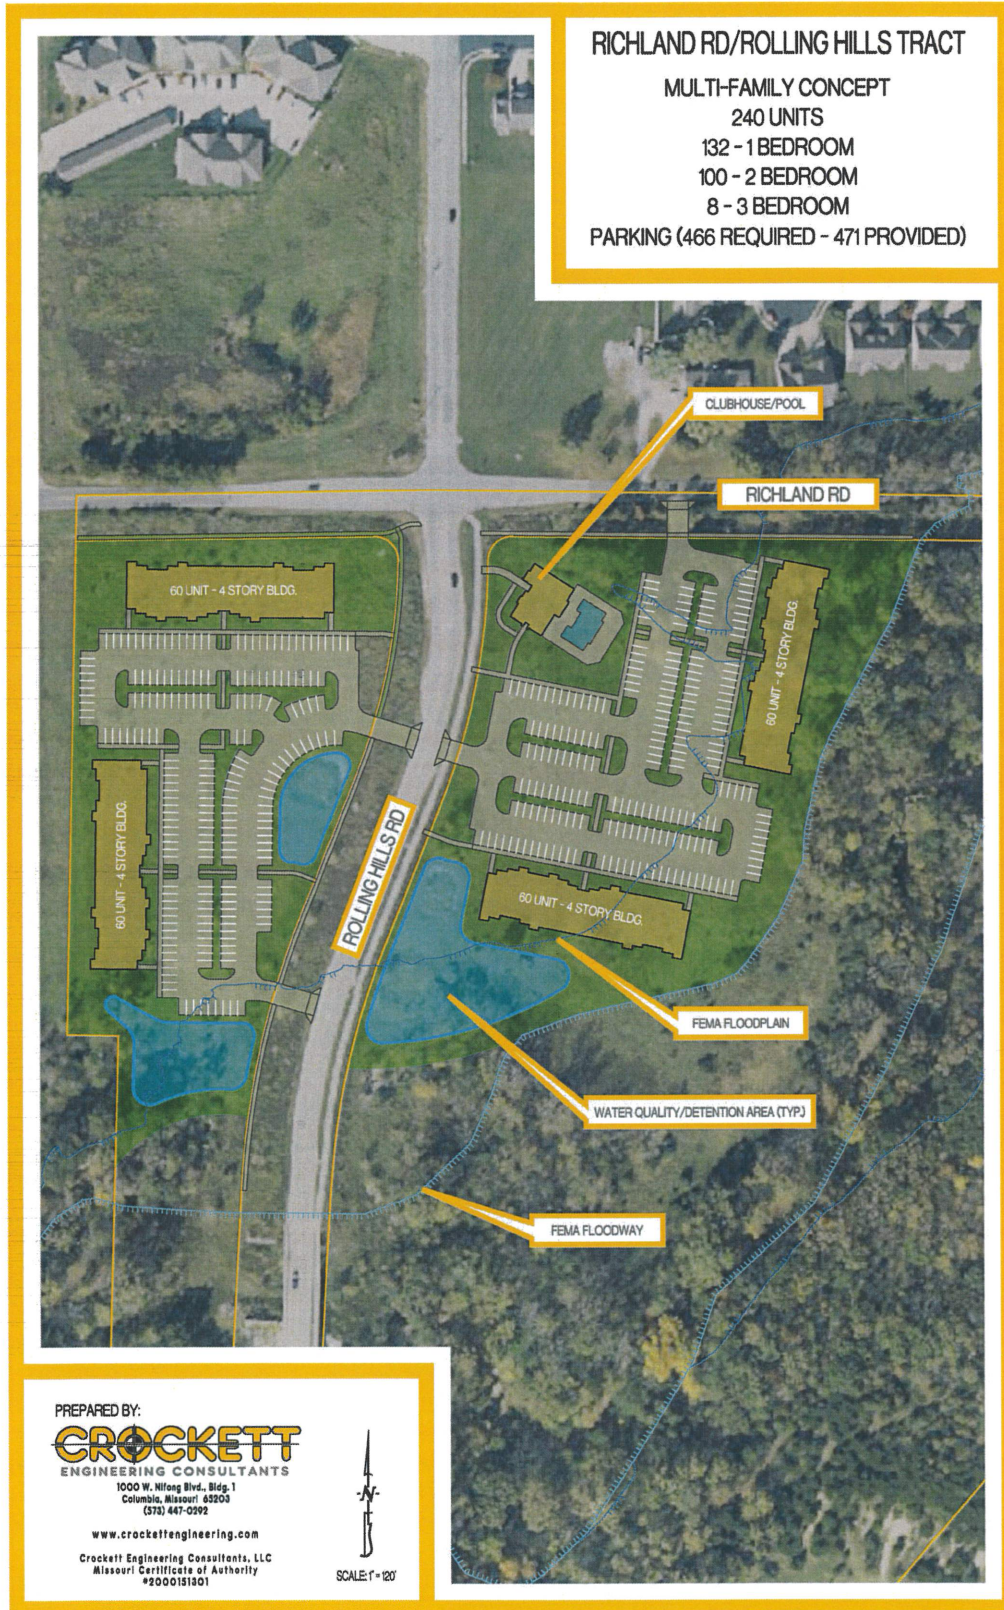 RICHLAND RD/ROLLING HILLS TRACT
MULTI-FAMILY CONCEPT
240 UNITS
132 - 1 BEDROOM
100 - 2 BEDROOM
8 - 3 BEDROOM
PARKING (466 REQUIRED - 471 PROVIDED)
CLUBHOUSE/POOL
RICHLAND RD
60 UNIT - 4 STORY BLDG.
60 UNIT - 4 STORY BLDG.
60 UNIT - 4 STORY BLDG.
ROLLING HILLS RD
60 UNIT - 4 STORY BLDG.
FEMA FLOODPLAIN
WATER QUALITY/DETENTION AREA (TYP.)
FEMA FLOODWAY
PREPARED BY:
CROCKETT
ENGINEERING CONSULTANTS
1000 W. Nifong Blvd., Bldg. 1
Columbia, Missouri 65203
(573) 447-0292
www.crockettengineering.com
Crockett Engineering Consultants, LLC
Missouri Certificate of Authority
#2000151301
-N-
SCALE: 1" = 120'